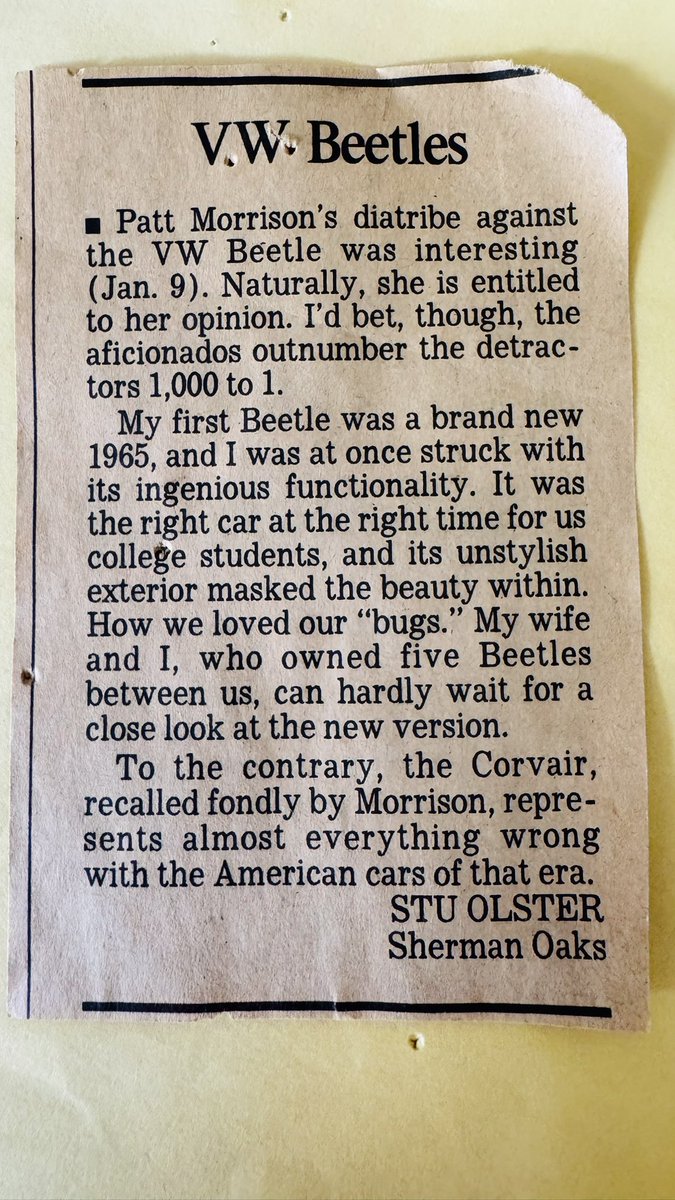 VW Beetles
■ Patt Morrison's diatribe against
the VW Beetle was interesting
(Jan. 9). Naturally, she is entitled
to her opinion. I'd bet, though, the
aficionados outnumber the detrac-
tors 1,000 to 1.
My first Beetle was a brand new
1965, and I was at once struck with
its ingenious functionality. It was
the right car at the right time for us
college students, and its unstylish
exterior masked the beauty within.
How we loved our “bugs.” My wife
and I, who owned five Beetles
between us, can hardly wait for a
close look at the new version.
To the contrary, the Corvair,
recalled fondly by Morrison, repre-
sents almost everything wrong
with the American cars of that era.
STU OLSTER
Sherman Oaks